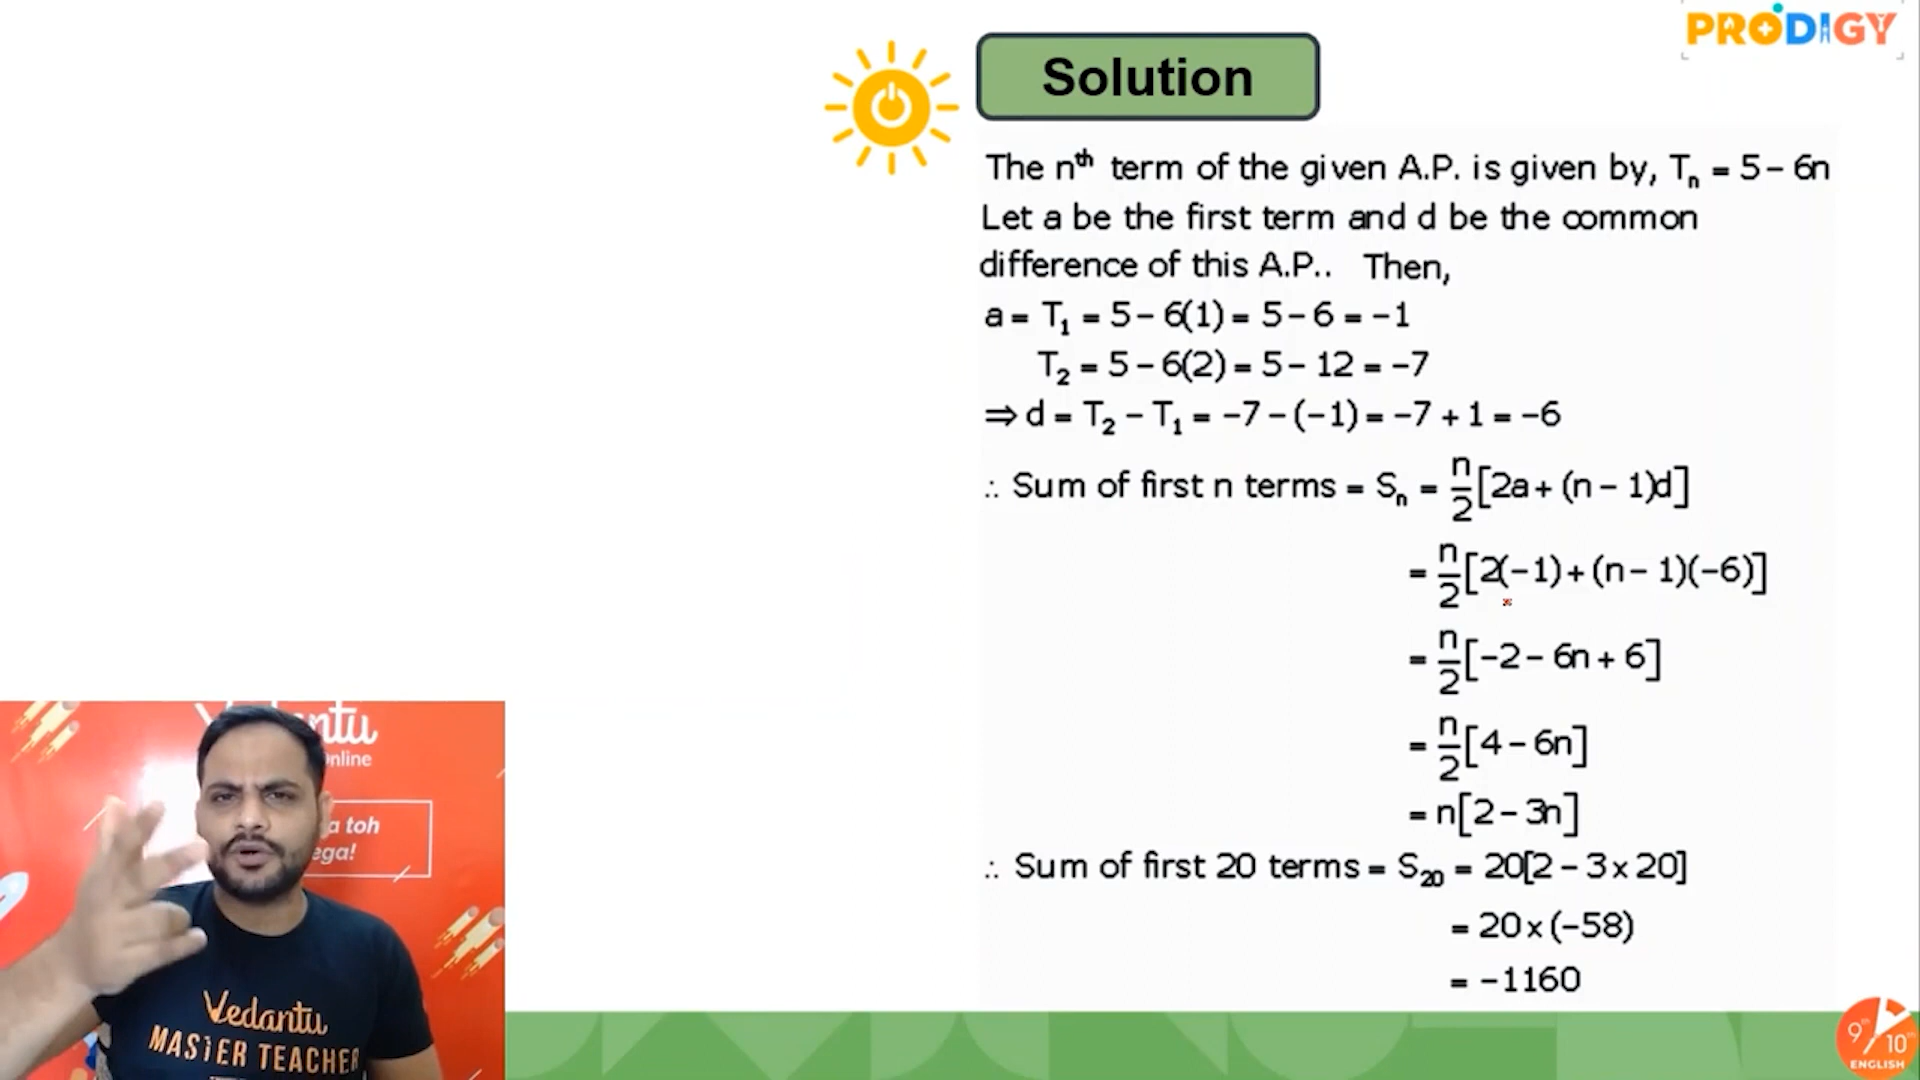 PRODIGY
Solution
The nth term of the given A.P. is given by, Tn = 5 – 6n
Let a be the first term and d be the common
difference of this A.P.. Then,
a = T1 = 5 – 6(1) = 5 – 6 = –1
T2 = 5 – 6(2) = 5 – 12 = –7
⇒ d = T2 – T1 = –7 – (–1) = –7 + 1 = –6
∴ Sum of first n terms = Sn = n/2[2a + (n – 1)d]
= n/2[2(–1) + (n – 1)(–6)]
= n/2[–2 – 6n + 6]
= n/2[4 – 6n]
= n[2 – 3n]
∴ Sum of first 20 terms = S20 = 20[2 – 3 x 20]
= 20 x (–58)
= –1160
a toh
Vedantu
MASTER TEACHER
9th
10th
ENGLISH